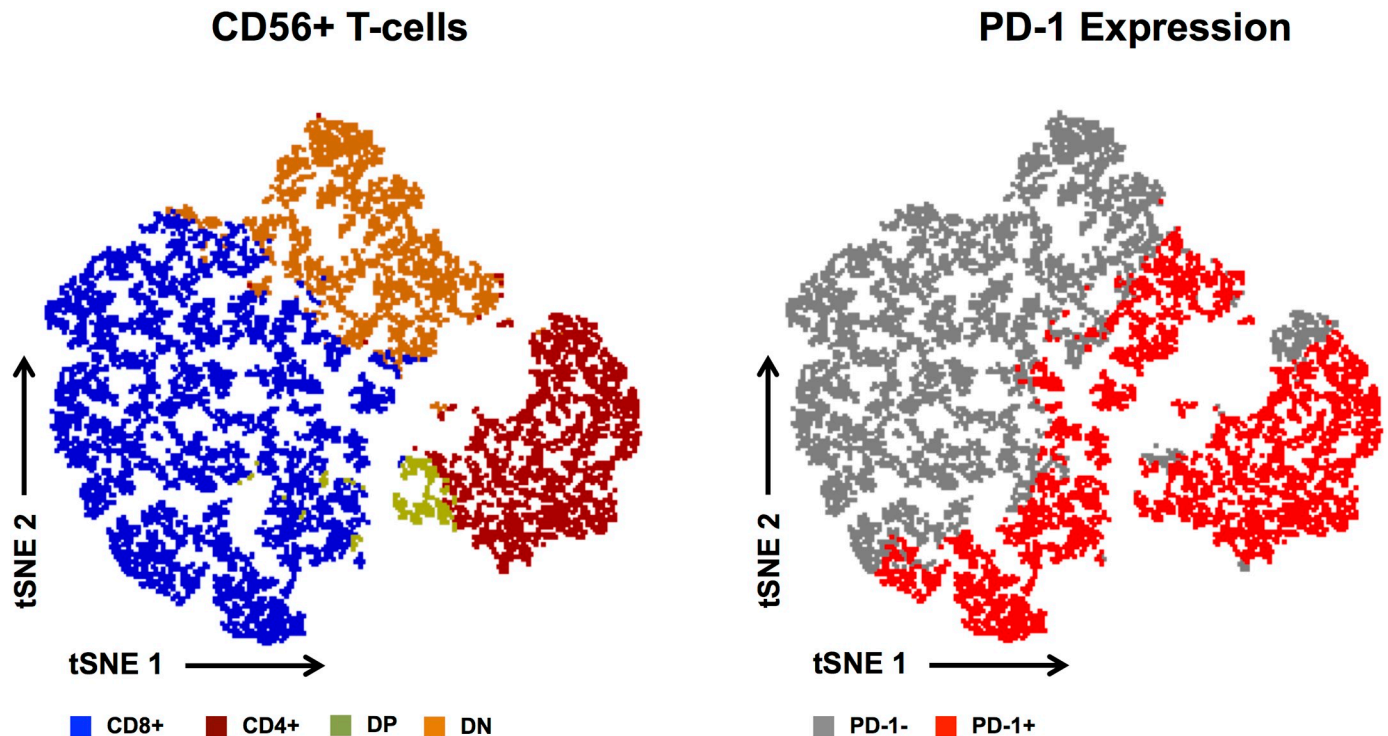 CD56+ T-cells
PD-1 Expression
tSNE 2
tSNE 1
CD8+ CD4+ DP DN
tSNE 2
tSNE 1
PD-1- PD-1+